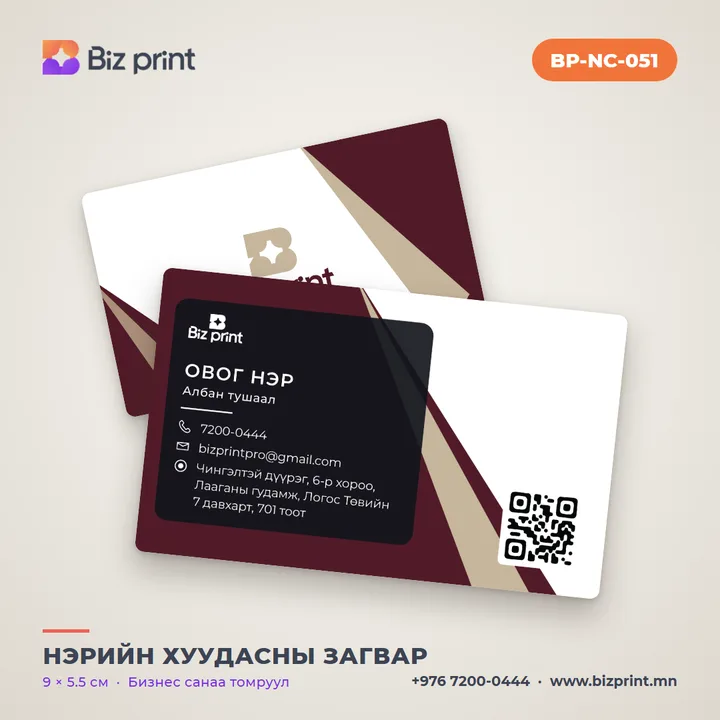 Biz print
BP-NC-051
Biz print
ОВОГ НЭР
Албан тушаал
7200-0444
bizprintpro@gmail.com
Чингэлтэй дүүрэг, 6-р хороо,
Лааганы гудамж, Логос Төвийн
7 давхарт, 701 тоот
НЭРИЙН ХУУДАСНЫ ЗАГВАР
9 × 5.5 см · Бизнес санаа томруул
+976 7200-0444 · www.bizprint.mn